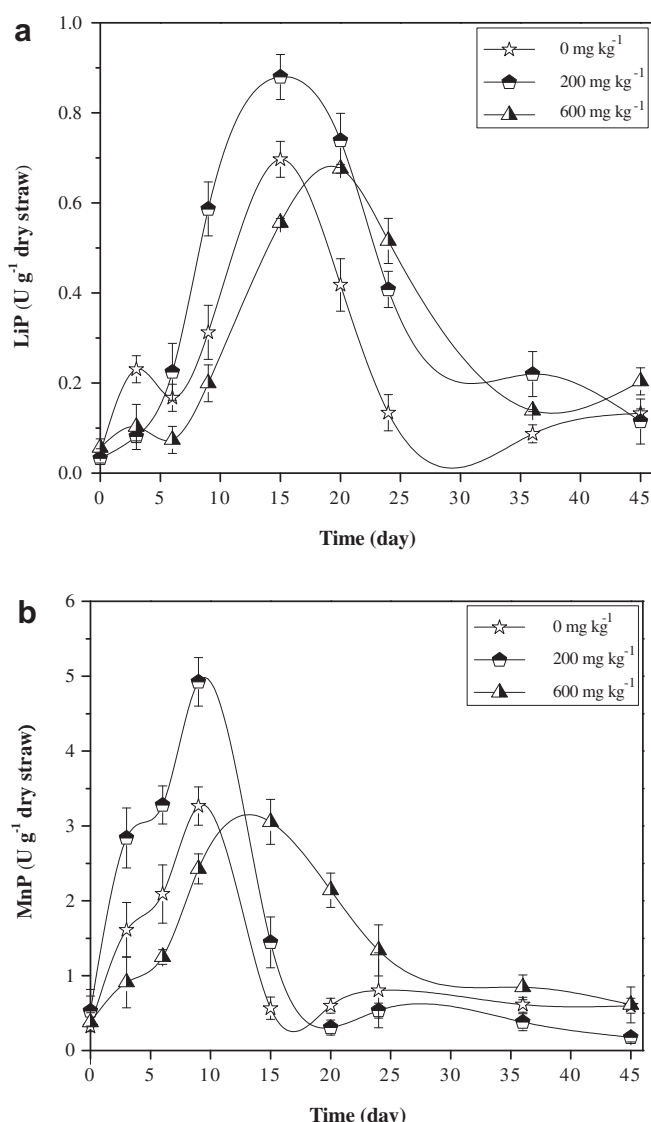 a
1.0
0.8
0.6
0.4
0.2
0.0
LiP (U g⁻¹ dry straw)
0 mg kg⁻¹
200 mg kg⁻¹
600 mg kg⁻¹
0 5 10 15 20 25 30 35 40 45
Time (day)
b
6
5
4
3
2
1
0
MnP (U g⁻¹ dry straw)
0 mg kg⁻¹
200 mg kg⁻¹
600 mg kg⁻¹
0 5 10 15 20 25 30 35 40 45
Time (day)